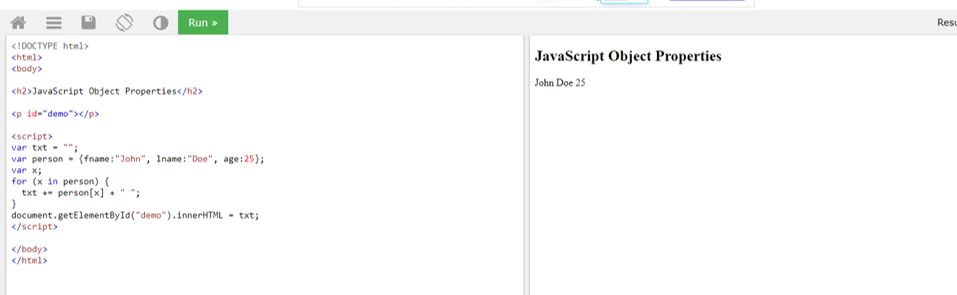 Run »
<!DOCTYPE html>
<html>
<body>
<h2>JavaScript Object Properties</h2>
<p id="demo"></p>
<script>
var txt = "";
var person = {fname:"John", lname:"Doe", age:25};
var x;
for (x in person) {
  txt += person[x] + " ";
}
document.getElementById("demo").innerHTML = txt;
</script>
</body>
</html>
JavaScript Object Properties
John Doe 25